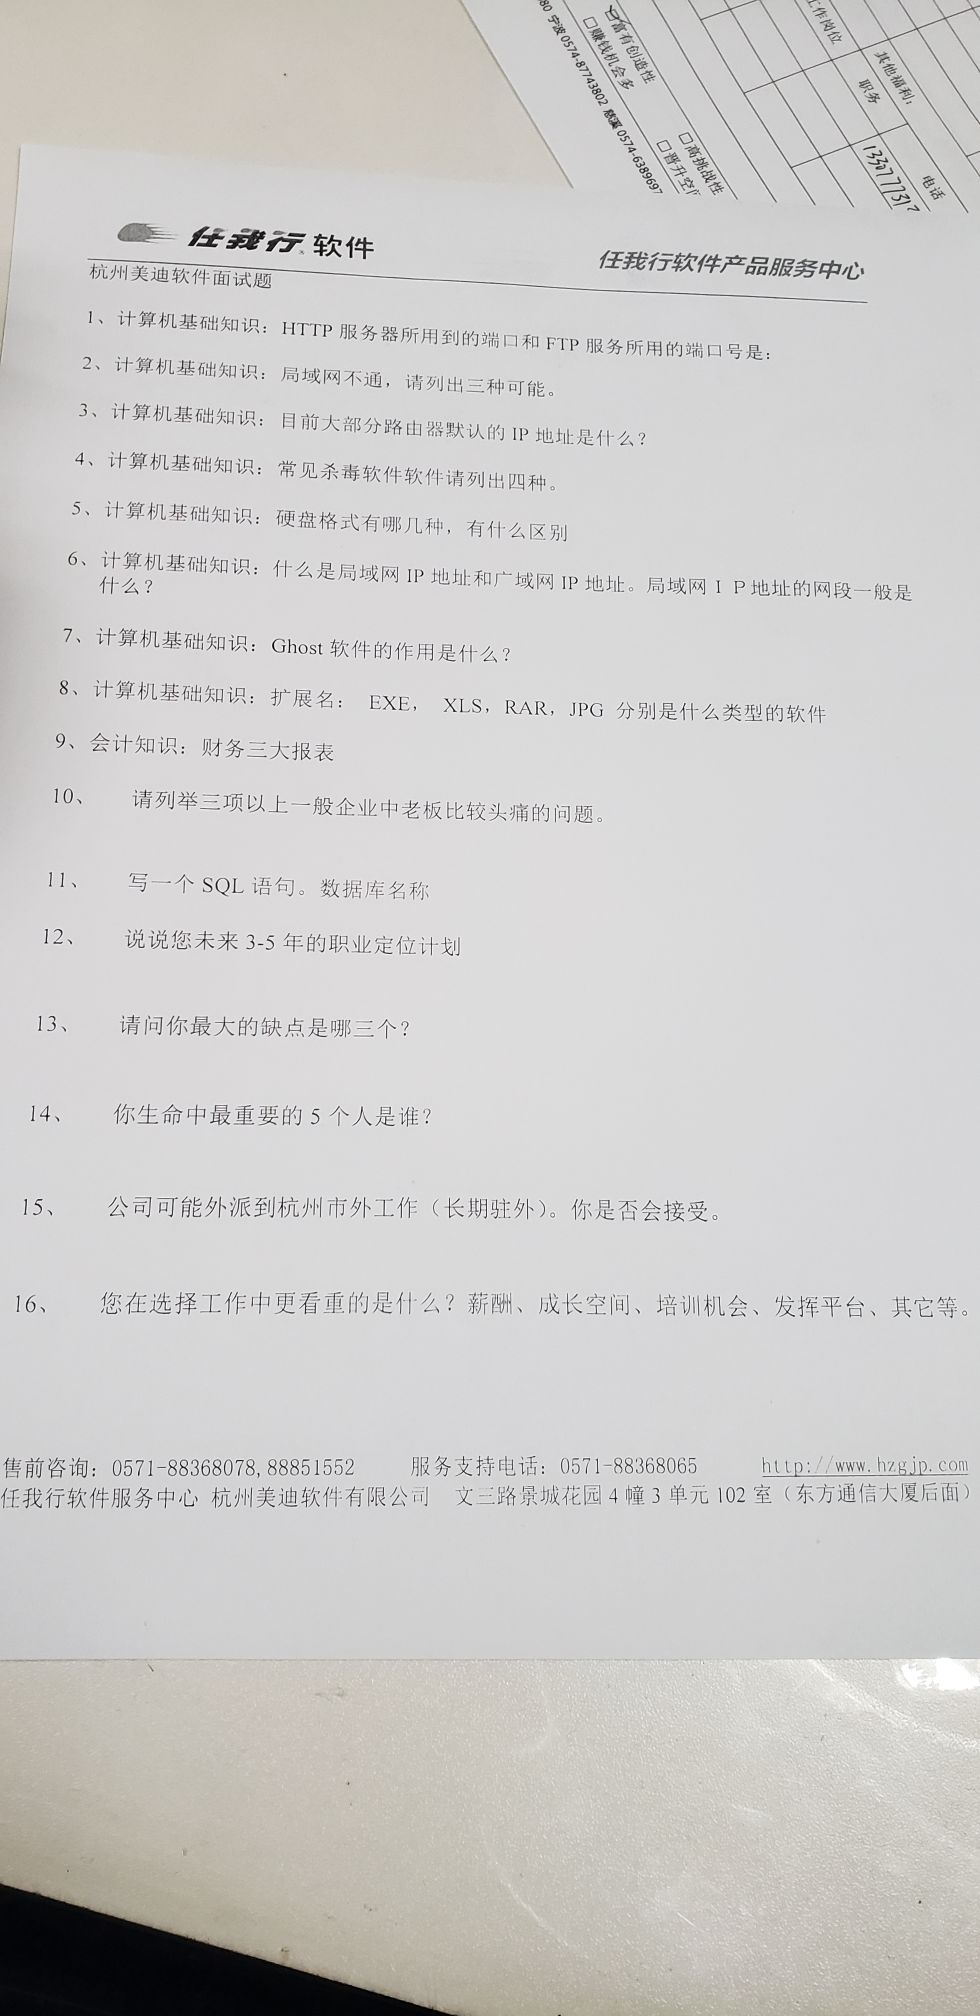 80 宁波 0574-87743802 慈溪 0574-6389697
富有创造性
□赚钱机会多
□高挑战性
□晋升空间
工作岗位
其他福利：
职务
电话
任我行 软件
任我行软件产品服务中心
杭州美迪软件面试题
1、计算机基础知识：HTTP 服务器所用到的端口和 FTP 服务所用的端口号是：
2、计算机基础知识：局域网不通，请列出三种可能。
3、计算机基础知识：目前大部分路由器默认的 IP 地址是什么？
4、计算机基础知识：常见杀毒软件软件请列出四种。
5、计算机基础知识：硬盘格式有哪几种，有什么区别
6、计算机基础知识：什么是局域网 IP 地址和广域网 IP 地址。局域网ＩＰ地址的网段一般是
什么？
7、计算机基础知识：Ghost 软件的作用是什么？
8、计算机基础知识：扩展名： EXE， XLS，RAR，JPG 分别是什么类型的软件
9、会计知识：财务三大报表
10、 请列举三项以上一般企业中老板比较头痛的问题。
11、 写一个 SQL 语句。数据库名称
12、 说说您未来 3-5 年的职业定位计划
13、 请问你最大的缺点是哪三个？
14、 你生命中最重要的 5 个人是谁？
15、 公司可能外派到杭州市外工作（长期驻外）。你是否会接受。
16、 您在选择工作中更看重的是什么？薪酬、成长空间、培训机会、发挥平台、其它等。
售前咨询：0571-88368078,88851552 服务支持电话：0571-88368065 http://www.hzgjp.com
任我行软件服务中心 杭州美迪软件有限公司 文三路景城花园 4 幢 3 单元 102 室（东方通信大厦后面）